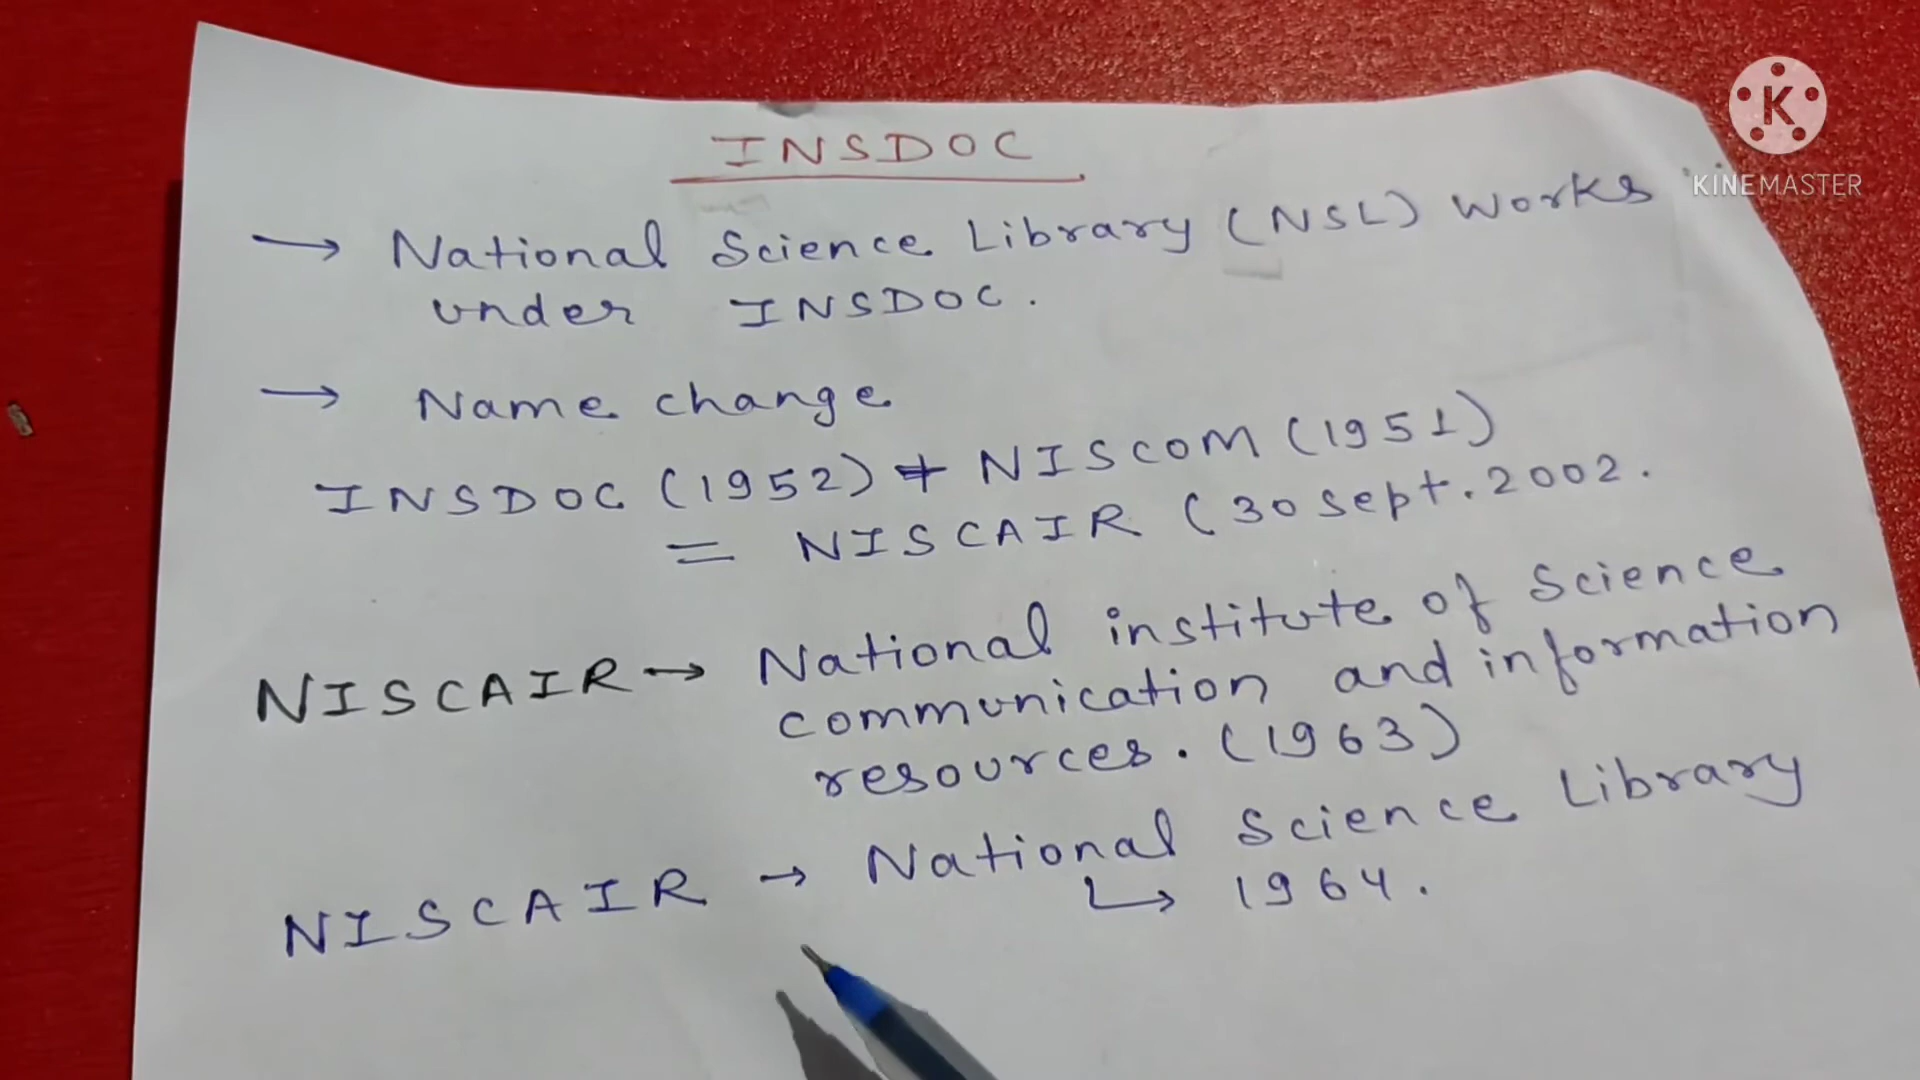 INSDOC
→ National Science Library (NSL) Works
under INSDOC.
→ Name change
INSDOC (1952) + NISCOM (1951)
= NISCAIR (30 Sept. 2002.
NISCAIR → National institute of Science
communication and information
resources. (1963)
NISCAIR → National Science Library
↳ 1964.
K
KINEMASTER